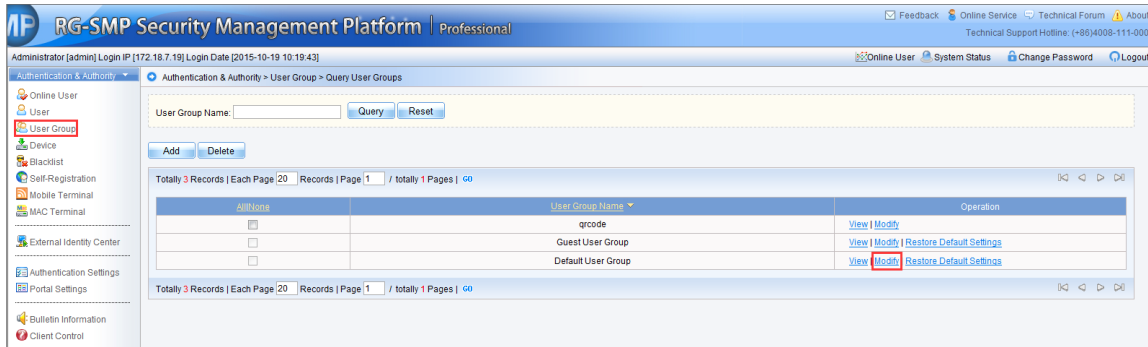 MP RG-SMP Security Management Platform | Professional
Feedback Online Service Technical Forum About
Technical Support Hotline: (+86)4008-111-000
Administrator [admin] Login IP [172.18.7.19] Login Date [2015-10-19 10:19:43]
Online User System Status Change Password Logout
Authentication & Authority
Authentication & Authority > User Group > Query User Groups
Online User
User
User Group
Device
Blacklist
Self-Registration
Mobile Terminal
MAC Terminal
External Identity Center
Authentication Settings
Portal Settings
Bulletin Information
Client Control
User Group Name: Query Reset
Add Delete
Totally 3 Records | Each Page 20 Records | Page 1 / totally 1 Pages | GO
All|None User Group Name Operation
qrcode View | Modify
Guest User Group View | Modify | Restore Default Settings
Default User Group View | Modify Restore Default Settings
Totally 3 Records | Each Page 20 Records | Page 1 / totally 1 Pages | GO